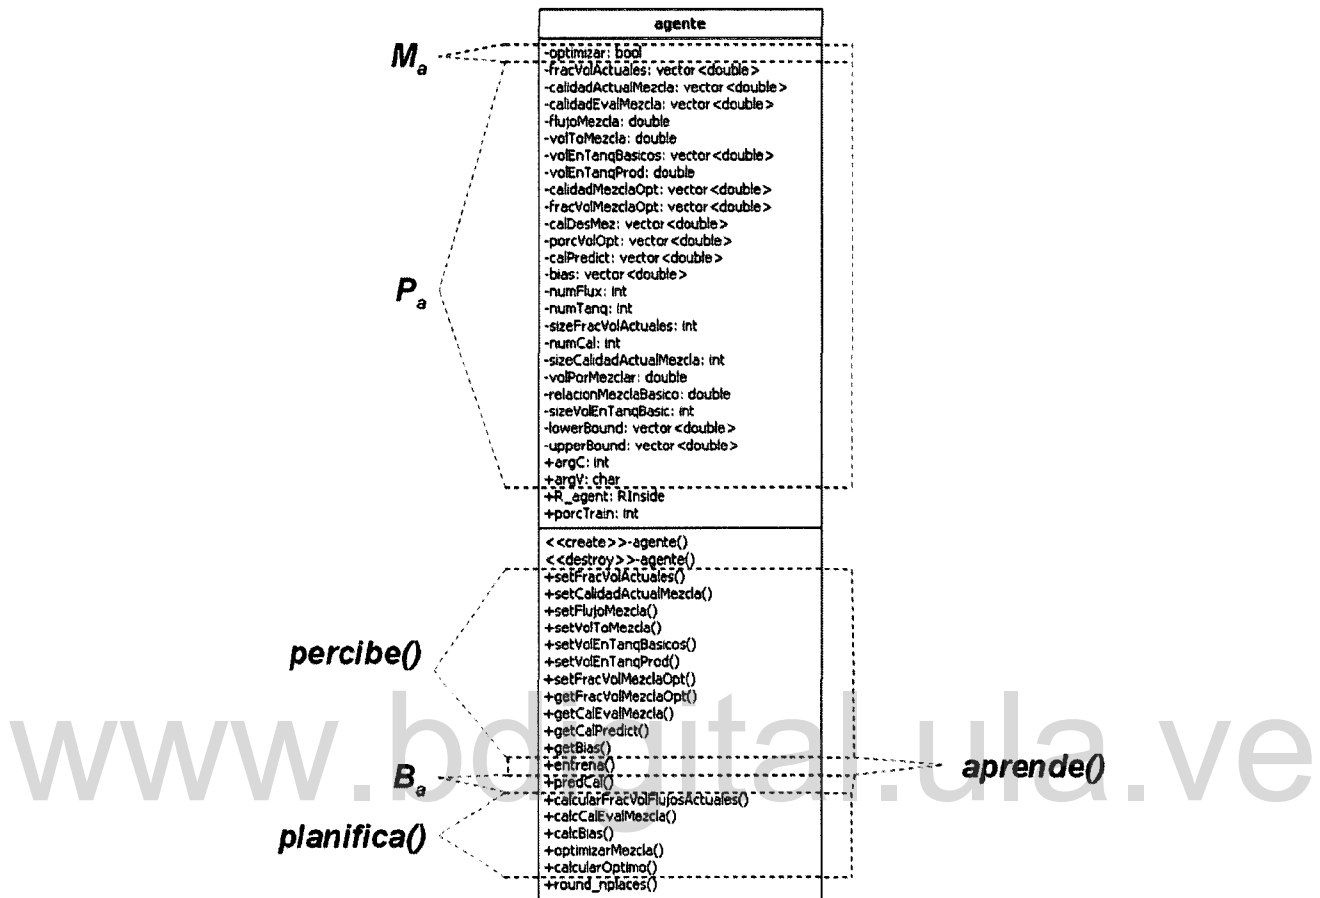 agente
M_a
-optimizar: bool
-fracVolActuales: vector<double>
-calidadActualMezcla: vector<double>
-calidadEvalMezcla: vector<double>
-flujoMezcla: double
-volToMezcla: double
-volEnTanqBasicos: vector<double>
-volEnTanqProd: double
-calidadMezclaOpt: vector<double>
-fracVolMezclaOpt: vector<double>
-calDesMez: vector<double>
-porcVolOpt: vector<double>
-calPredict: vector<double>
-bias: vector<double>
P_a
-numFlux: int
-numTanq: int
-sizeFracVolActuales: int
-numCal: int
-sizeCalidadActualMezcla: int
-volPorMezclar: double
-relacionMezclaBasico: double
-sizeVolEnTanqBasic: int
-lowerBound: vector<double>
-upperBound: vector<double>
+argC: int
+argV: char
+R_agent: RInside
+porcTrain: int
<<create>>-agente()
<<destroy>>-agente()
+setFracVolActuales()
+setCalidadActualMezcla()
+setFlujoMezcla()
+setVolToMezcla()
+setVolEnTanqBasicos()
percibe()
+setVolEnTanqProd()
+setFracVolMezclaOpt()
+getFracVolMezclaOpt()
+getCalEvalMezcla()
+getCalPredict()
+getBias()
www.bdigital.ula.ve
+entrena()
aprende()
B_a
+predCal()
+calcularFracVolFlujosActuales()
+calcCalEvalMezcla()
planifica()
+calcBias()
+optimizarMezcla()
+calcularOptimo()
+round_nplaces()